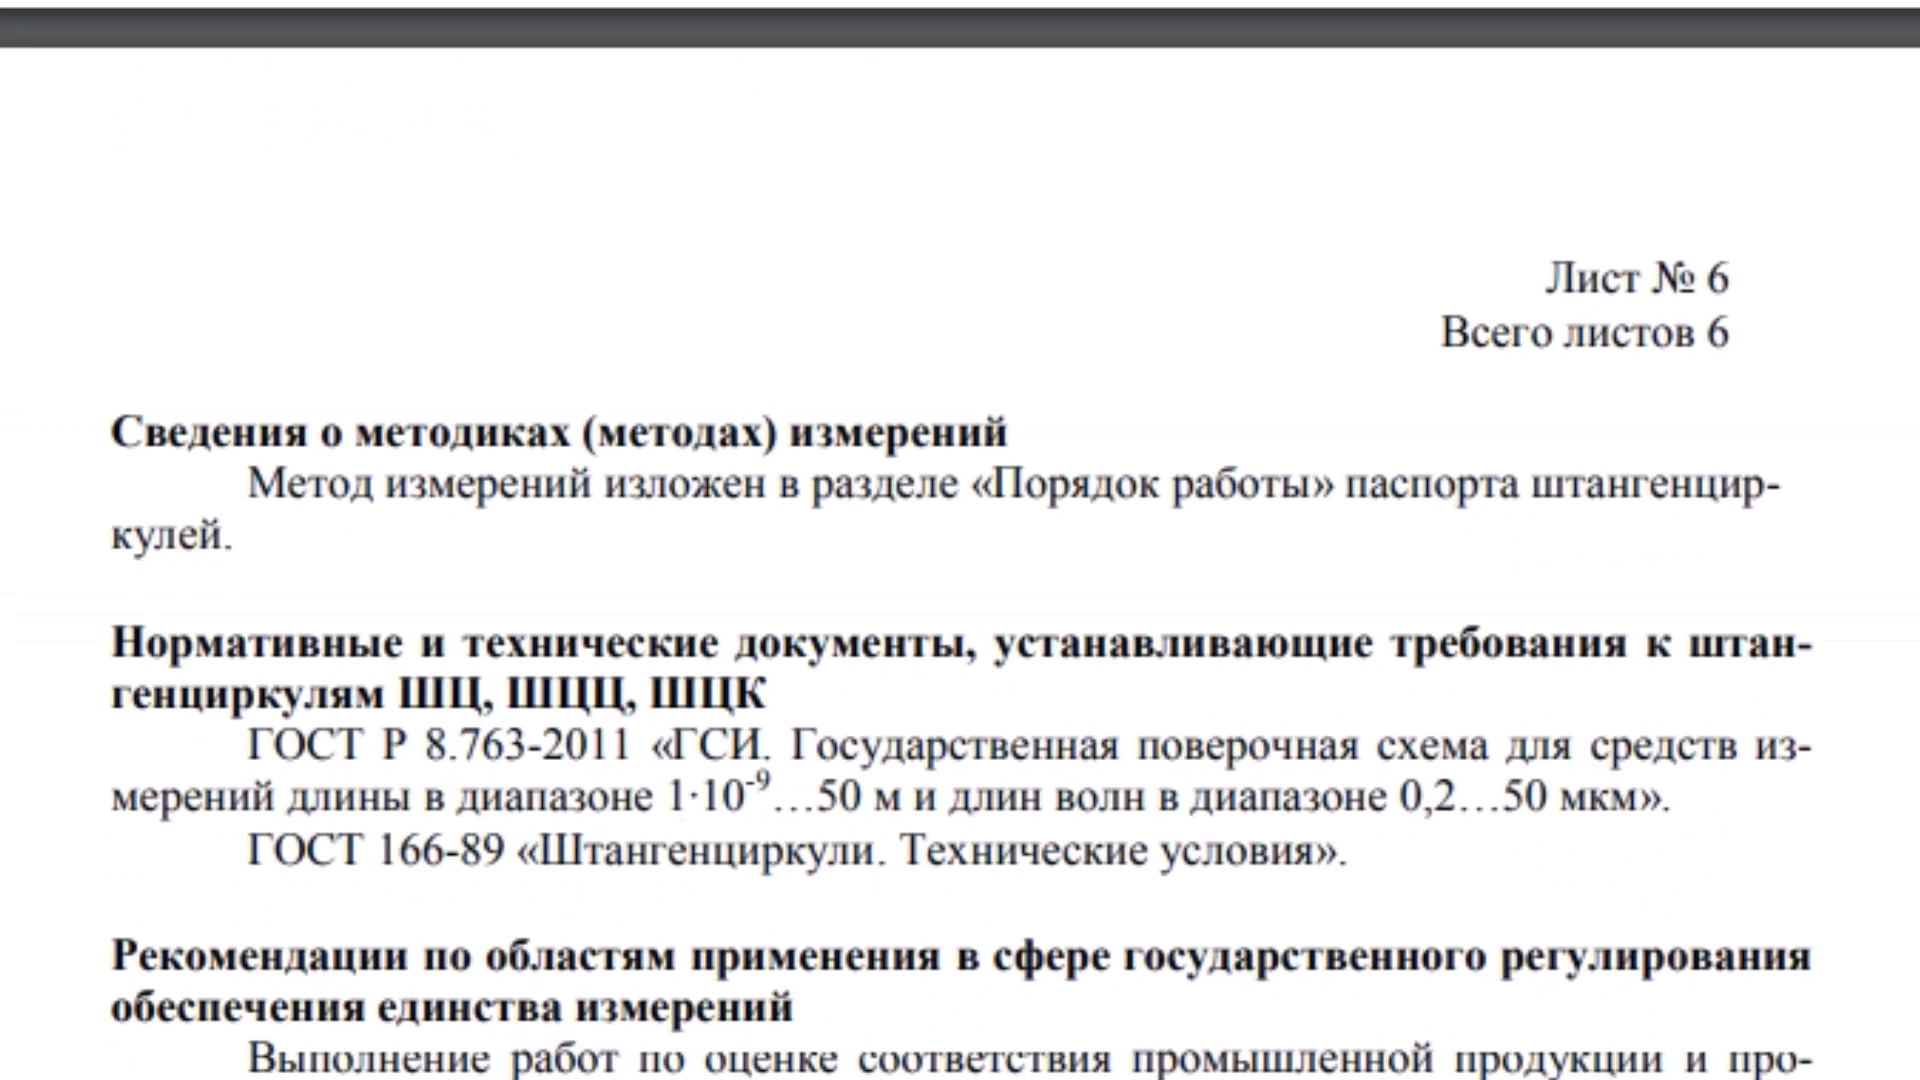 Лист № 6
Всего листов 6
Сведения о методиках (методах) измерений
Метод измерений изложен в разделе «Порядок работы» паспорта штангенцир-
кулей.
Нормативные и технические документы, устанавливающие требования к штан-
генциркулям ШЦ, ШЦЦ, ШЦК
ГОСТ Р 8.763-2011 «ГСИ. Государственная поверочная схема для средств из-
мерений длины в диапазоне 1·10⁻⁹…50 м и длин волн в диапазоне 0,2…50 мкм».
ГОСТ 166-89 «Штангенциркули. Технические условия».
Рекомендации по областям применения в сфере государственного регулирования
обеспечения единства измерений
Выполнение работ по оценке соответствия промышленной продукции и про-